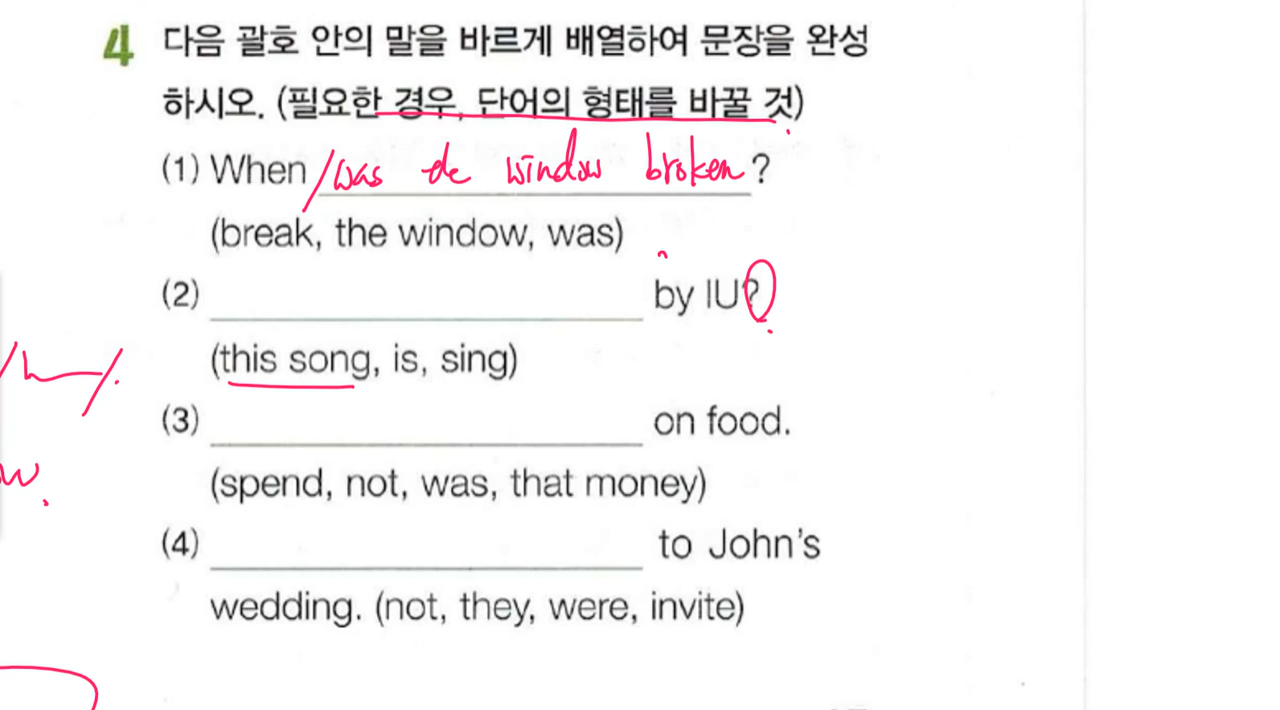 4 다음 괄호 안의 말을 바르게 배열하여 문장을 완성
하시오. (필요한 경우, 단어의 형태를 바꿀 것)
(1) When was de window broken ?
(break, the window, was)
(2) by IU?
(this song, is, sing)
(3) on food.
(spend, not, was, that money)
(4) to John's
wedding. (not, they, were, invite)
w.